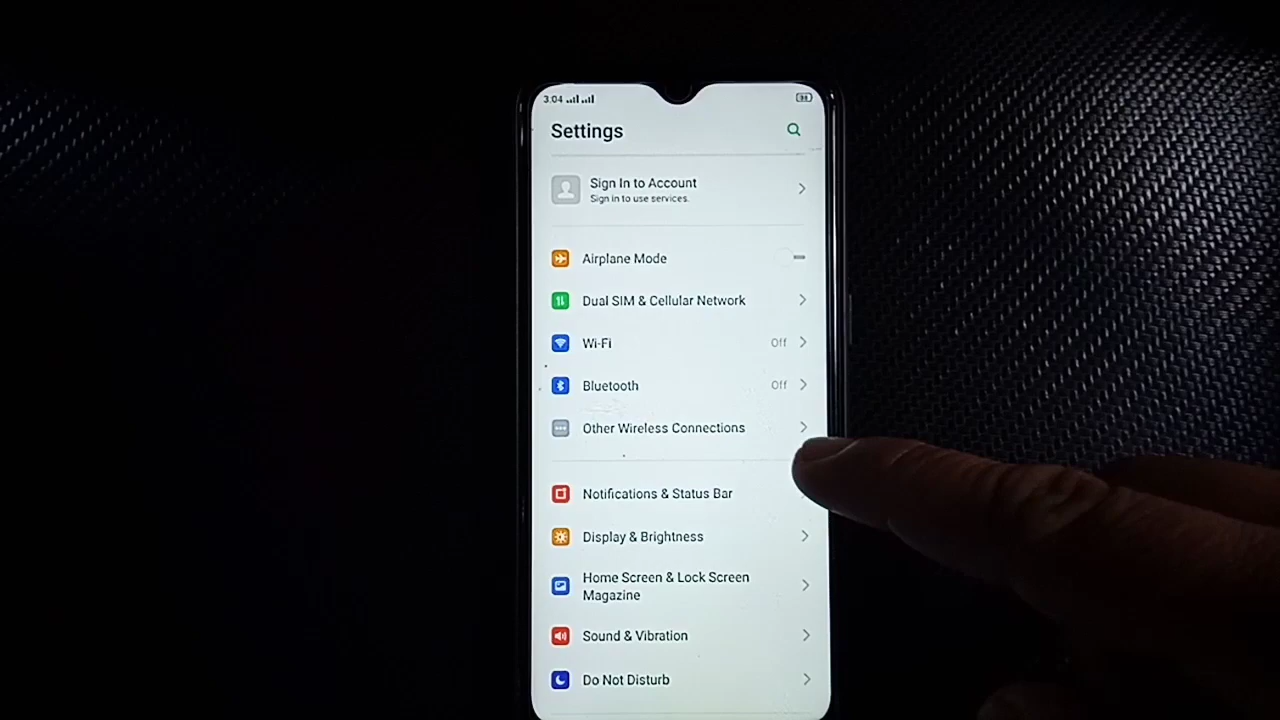 3:04
Settings
Sign In to Account
Sign in to use services.
Airplane Mode
Dual SIM & Cellular Network
Wi-Fi Off
Bluetooth Off
Other Wireless Connections
Notifications & Status Bar
Display & Brightness
Home Screen & Lock Screen
Magazine
Sound & Vibration
Do Not Disturb